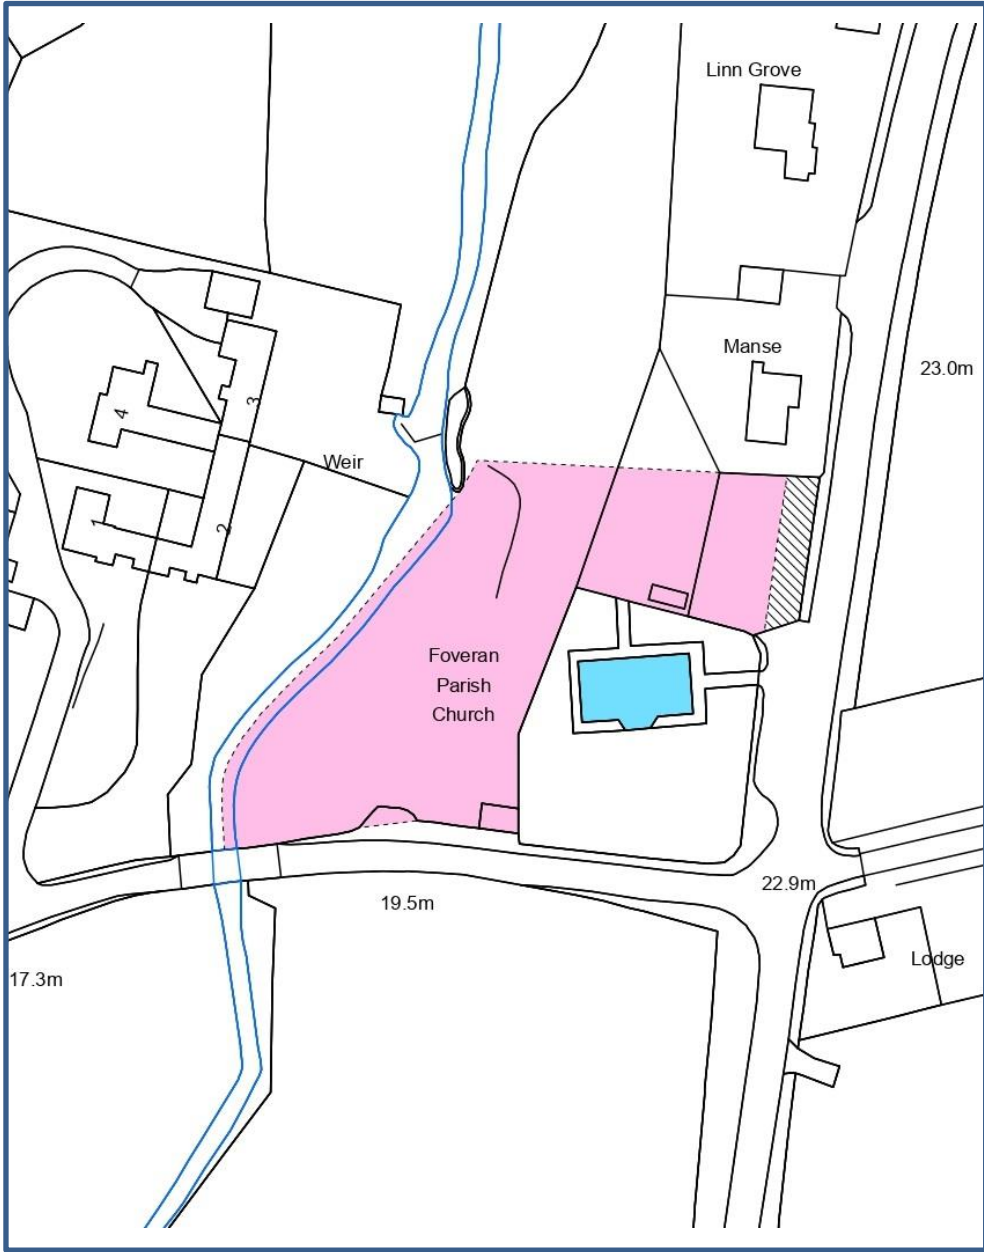 Linn Grove
Manse
23.0m
4
3
Weir
1
2
Foveran
Parish
Church
22.9m
19.5m
Lodge
17.3m